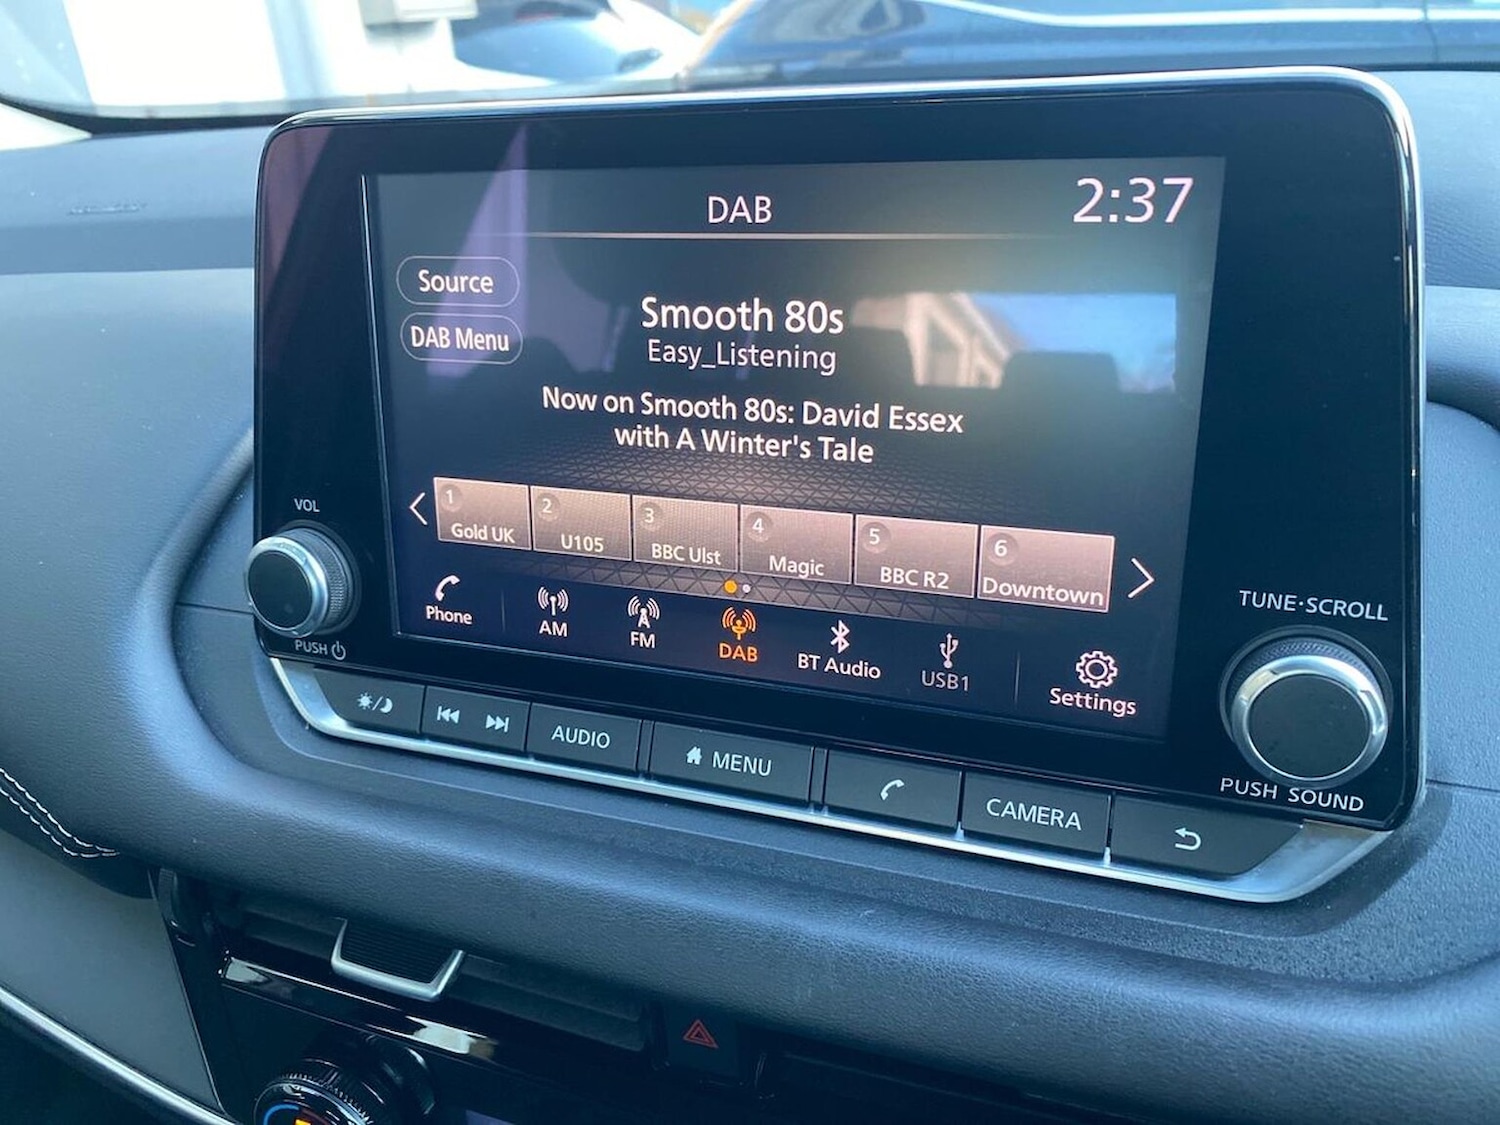 DAB
2:37
Source
DAB Menu
Smooth 80s
Easy_Listening
Now on Smooth 80s: David Essex
with A Winter's Tale
1
Gold UK
2
U105
3
BBC Ulst
4
Magic
5
BBC R2
6
Downtown
Phone
AM
FM
DAB
BT Audio
USB1
Settings
VOL
PUSH
TUNE·SCROLL
PUSH SOUND
AUDIO
MENU
CAMERA